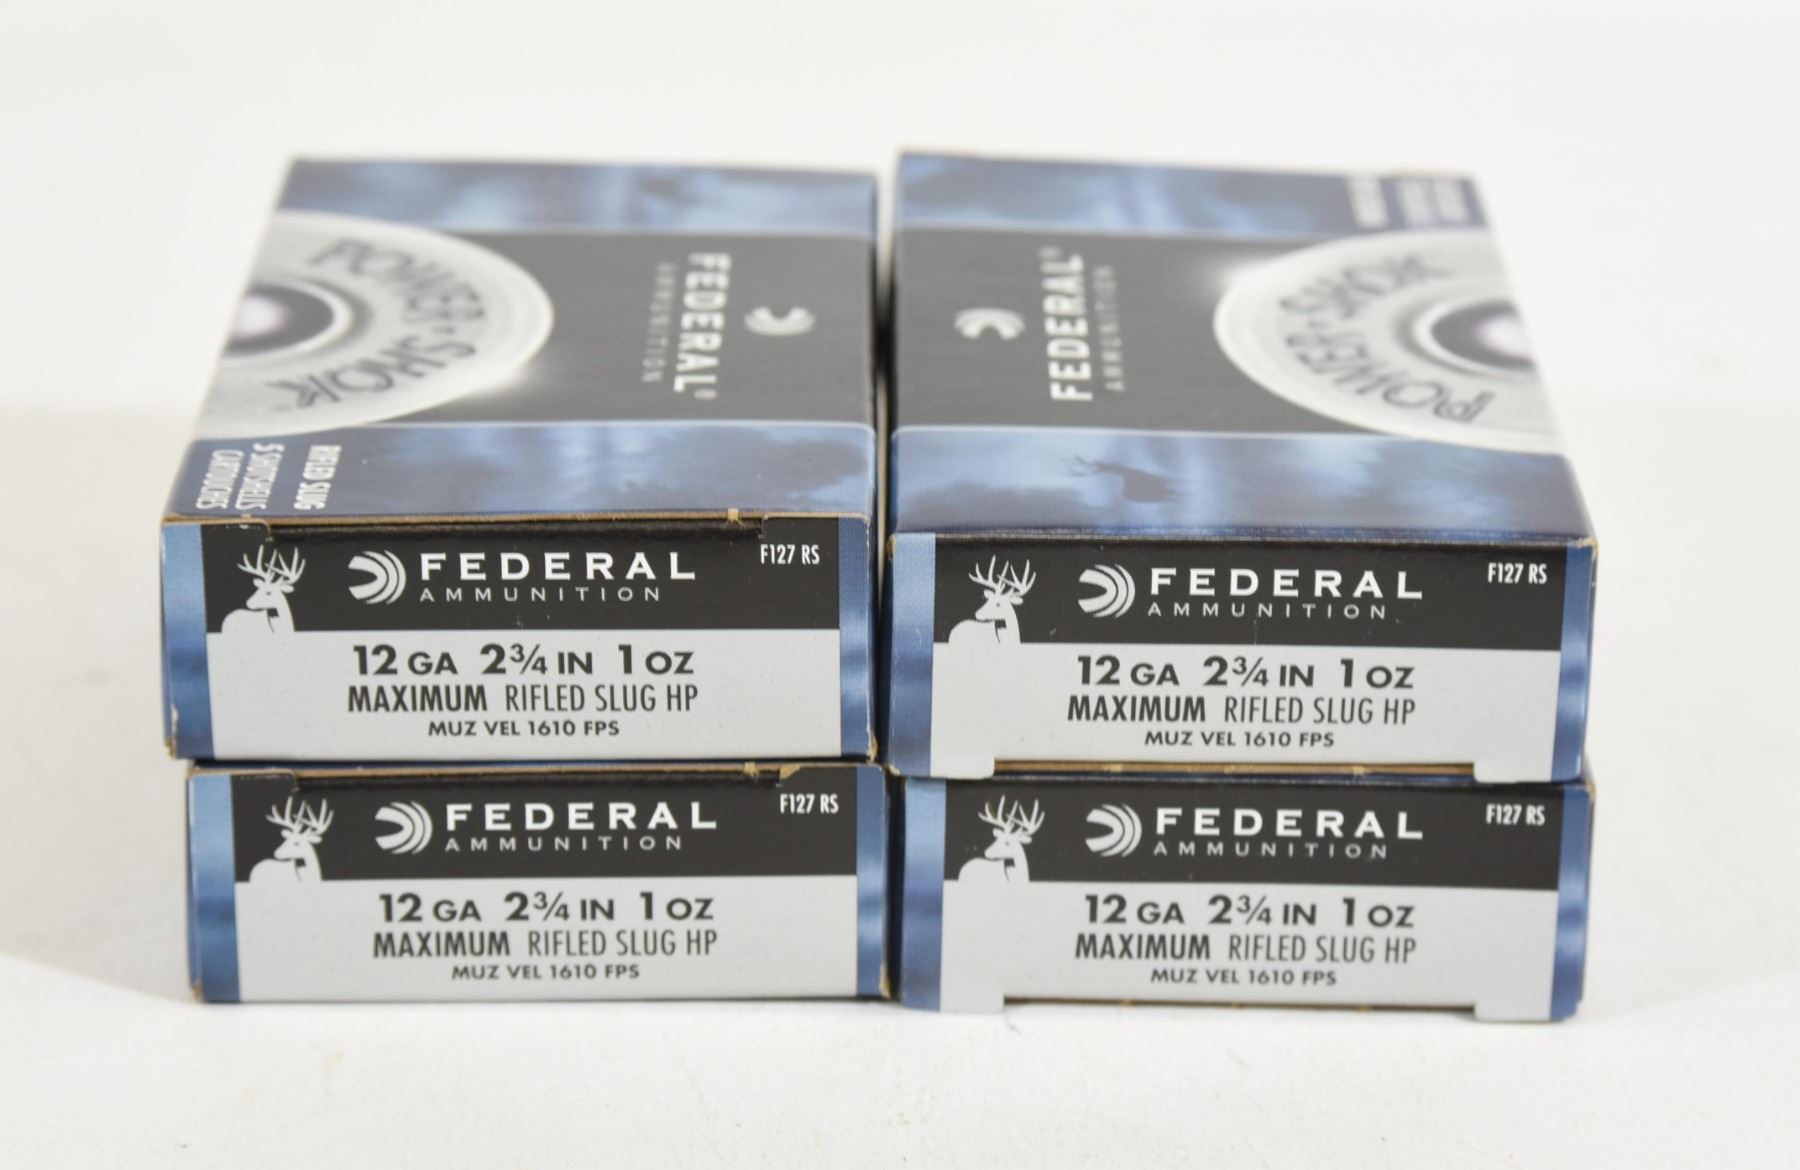 POWER·SHOK
FEDERAL®
AMMUNITION
RIFLED SLUG
5 SHOTSHELLS
CARTOUCHES
FEDERAL®
AMMUNITION
POWER·SHOK
FEDERAL
AMMUNITION
F127 RS
12 GA 2¾ IN 1 OZ
MAXIMUM RIFLED SLUG HP
MUZ VEL 1610 FPS
FEDERAL
AMMUNITION
F127 RS
12 GA 2¾ IN 1 OZ
MAXIMUM RIFLED SLUG HP
MUZ VEL 1610 FPS
FEDERAL
AMMUNITION
F127 RS
12 GA 2¾ IN 1 OZ
MAXIMUM RIFLED SLUG HP
MUZ VEL 1610 FPS
FEDERAL
AMMUNITION
F127 RS
12 GA 2¾ IN 1 OZ
MAXIMUM RIFLED SLUG HP
MUZ VEL 1610 FPS